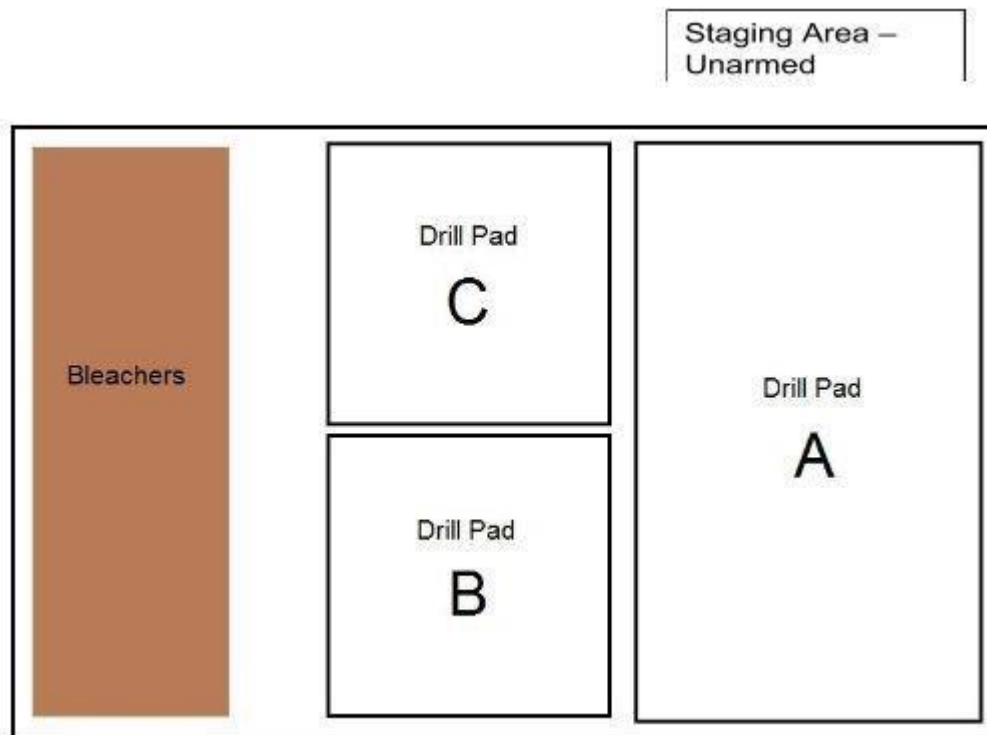 Staging Area –
Unarmed
Drill Pad
C
Bleachers
Drill Pad
A
Drill Pad
B